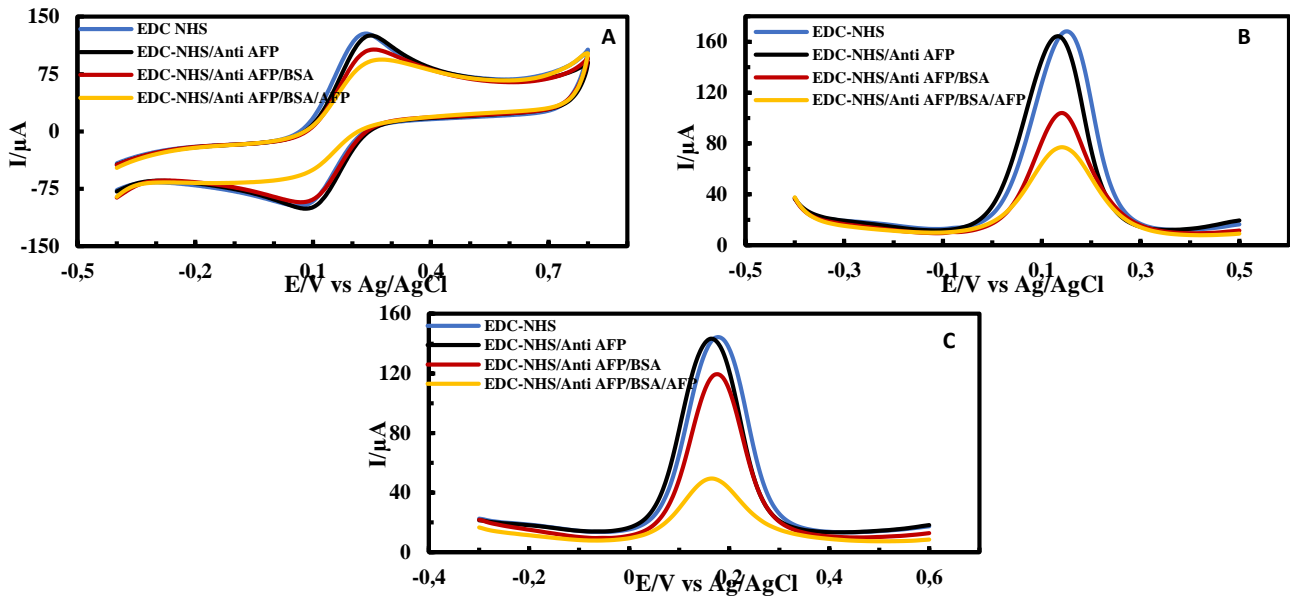 150
75
0
-75
-150
I/µA
EDC NHS
EDC-NHS/Anti AFP
EDC-NHS/Anti AFP/BSA
EDC-NHS/Anti AFP/BSA/AFP
A
-0,5
-0,2
0,1
0,4
0,7
E/V vs Ag/AgCl
160
120
80
40
0
I/µA
EDC-NHS
EDC-NHS/Anti AFP
EDC-NHS/Anti AFP/BSA
EDC-NHS/Anti AFP/BSA/AFP
B
-0,5
-0,3
-0,1
0,1
0,3
0,5
E/V vs Ag/AgCl
160
120
80
40
0
I/µA
EDC-NHS
EDC-NHS/Anti AFP
EDC-NHS/Anti AFP/BSA
EDC-NHS/Anti AFP/BSA/AFP
C
-0,4
-0,2
0
0,2
0,4
0,6
E/V vs Ag/AgCl